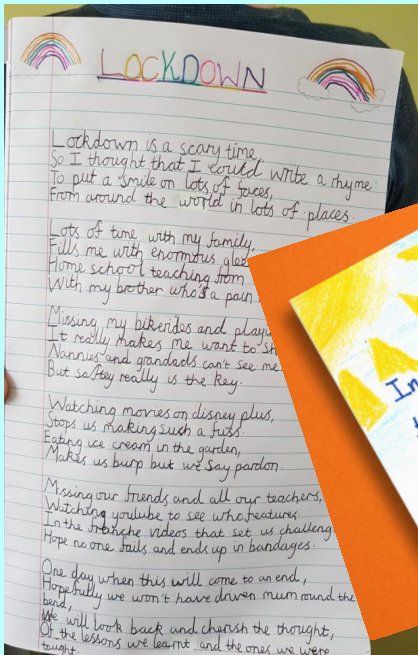 LOCKDOWN
Lockdown is a scary time,
So I thought that I could write a rhyme:
To put a smile on lots of faces,
From around the world in lots of places.
Lots of time with my family,
Fills me with enormous glee
Home school teaching from
With my brother who's a pain
Missing my bikerides and
It really makes me want to
Nannies and grandads can't see me
But saftey really is the key.
Watching movies on disney plus,
Stops us making such a fuss.
Eating ice cream in the garden,
Makes us burp but we say pardon.
Missing our friends and all our teachers,
Watching youtube to see who features
In the videos that set us
Hope no one fails and ends up in bandages.
One day when this will come to an end,
Hopefully we won't have driven mum round the
bend,
We will look back and cherish the thought,
Of the lessons we learnt and the ones we were
taught.
In